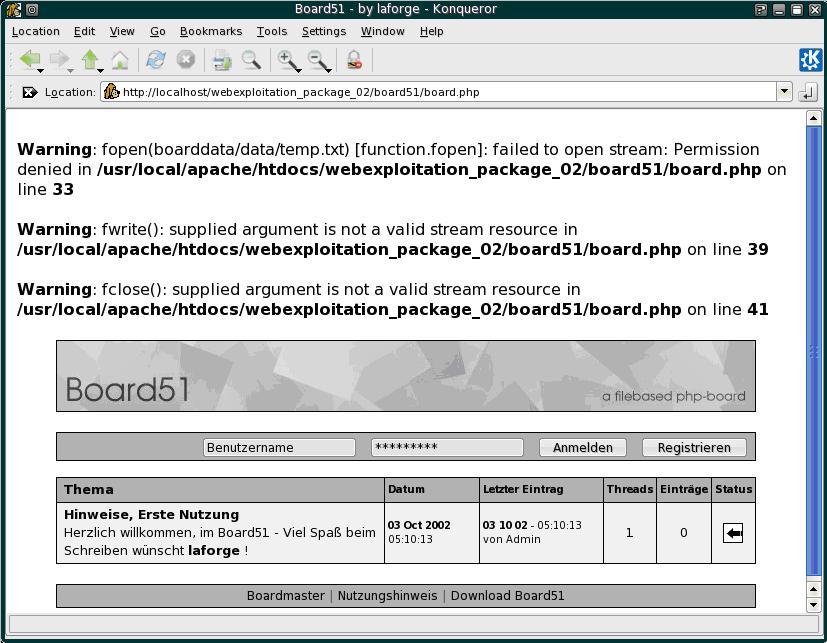 Board51 - by laforge - Konqueror
Location Edit View Go Bookmarks Tools Settings Window Help
Location: http://localhost/webexploitation_package_02/board51/board.php
Warning: fopen(boarddata/data/temp.txt) [function.fopen]: failed to open stream: Permission
denied in /usr/local/apache/htdocs/webexploitation_package_02/board51/board.php on
line 33
Warning: fwrite(): supplied argument is not a valid stream resource in
/usr/local/apache/htdocs/webexploitation_package_02/board51/board.php on line 39
Warning: fclose(): supplied argument is not a valid stream resource in
/usr/local/apache/htdocs/webexploitation_package_02/board51/board.php on line 41
Board51
a filebased php-board
Benutzername ********* Anmelden Registrieren
Thema Datum Letzter Eintrag Threads Einträge Status
Hinweise, Erste Nutzung
Herzlich willkommen, im Board51 - Viel Spaß beim
Schreiben wünscht laforge !
03 Oct 2002
05:10:13
03 10 02 - 05:10:13
von Admin
1
0
Boardmaster | Nutzungshinweis | Download Board51